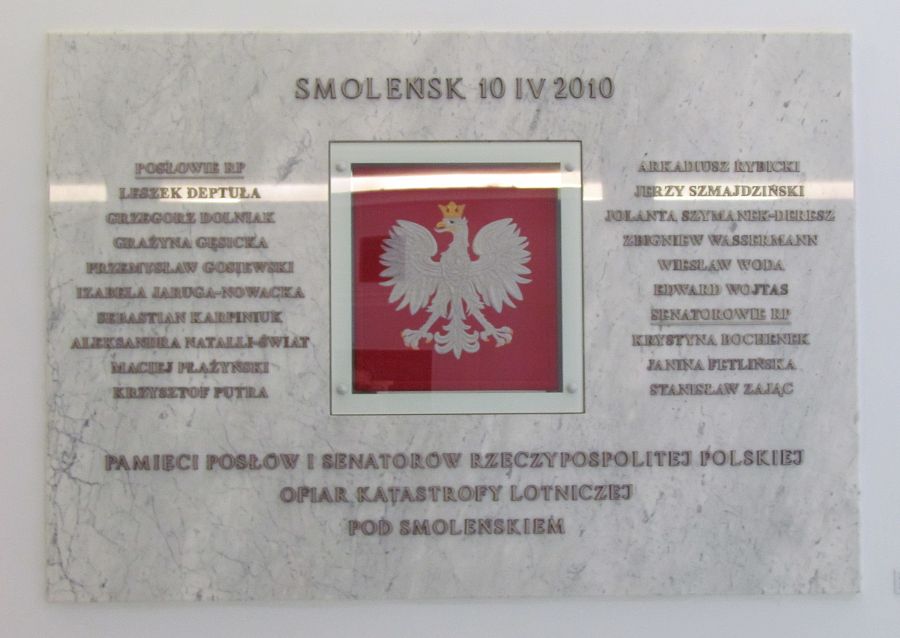 SMOLEŃSK 10 IV 2010
POSŁOWIE RP
LESZEK DEPTUŁA
GRZEGORZ DOLNIAK
GRAŻYNA GĘSICKA
PRZEMYSŁAW GOSIEWSKI
IZABELA JARUGA-NOWACKA
SEBASTIAN KARPINIUK
ALEKSANDRA NATALLI-ŚWIAT
MACIEJ PŁAŻYŃSKI
KRZYSZTOF PUTRA
ARKADIUSZ RYBICKI
JERZY SZMAJDZIŃSKI
JOLANTA SZYMANEK-DERESZ
ZBIGNIEW WASSERMANN
WIESŁAW WODA
EDWARD WOJTAS
SENATOROWIE RP
KRYSTYNA BOCHENEK
JANINA FETLIŃSKA
STANISŁAW ZAJĄC
PAMIĘCI POSŁÓW I SENATORÓW RZECZYPOSPOLITEJ POLSKIEJ
OFIAR KATASTROFY LOTNICZEJ
POD SMOLEŃSKIEM